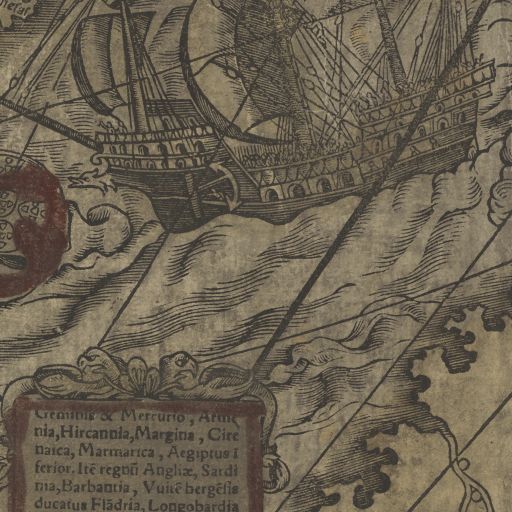 Geminis & Mercurio, Arme
nia, Hircannia, Margina, Cire
naica, Marmarica, Aegiptus i
ferior. Itē regnū Angliæ, Sardi
nia, Barbantia, Vuitē bergēsis
ducatus Flādria, Longobardia